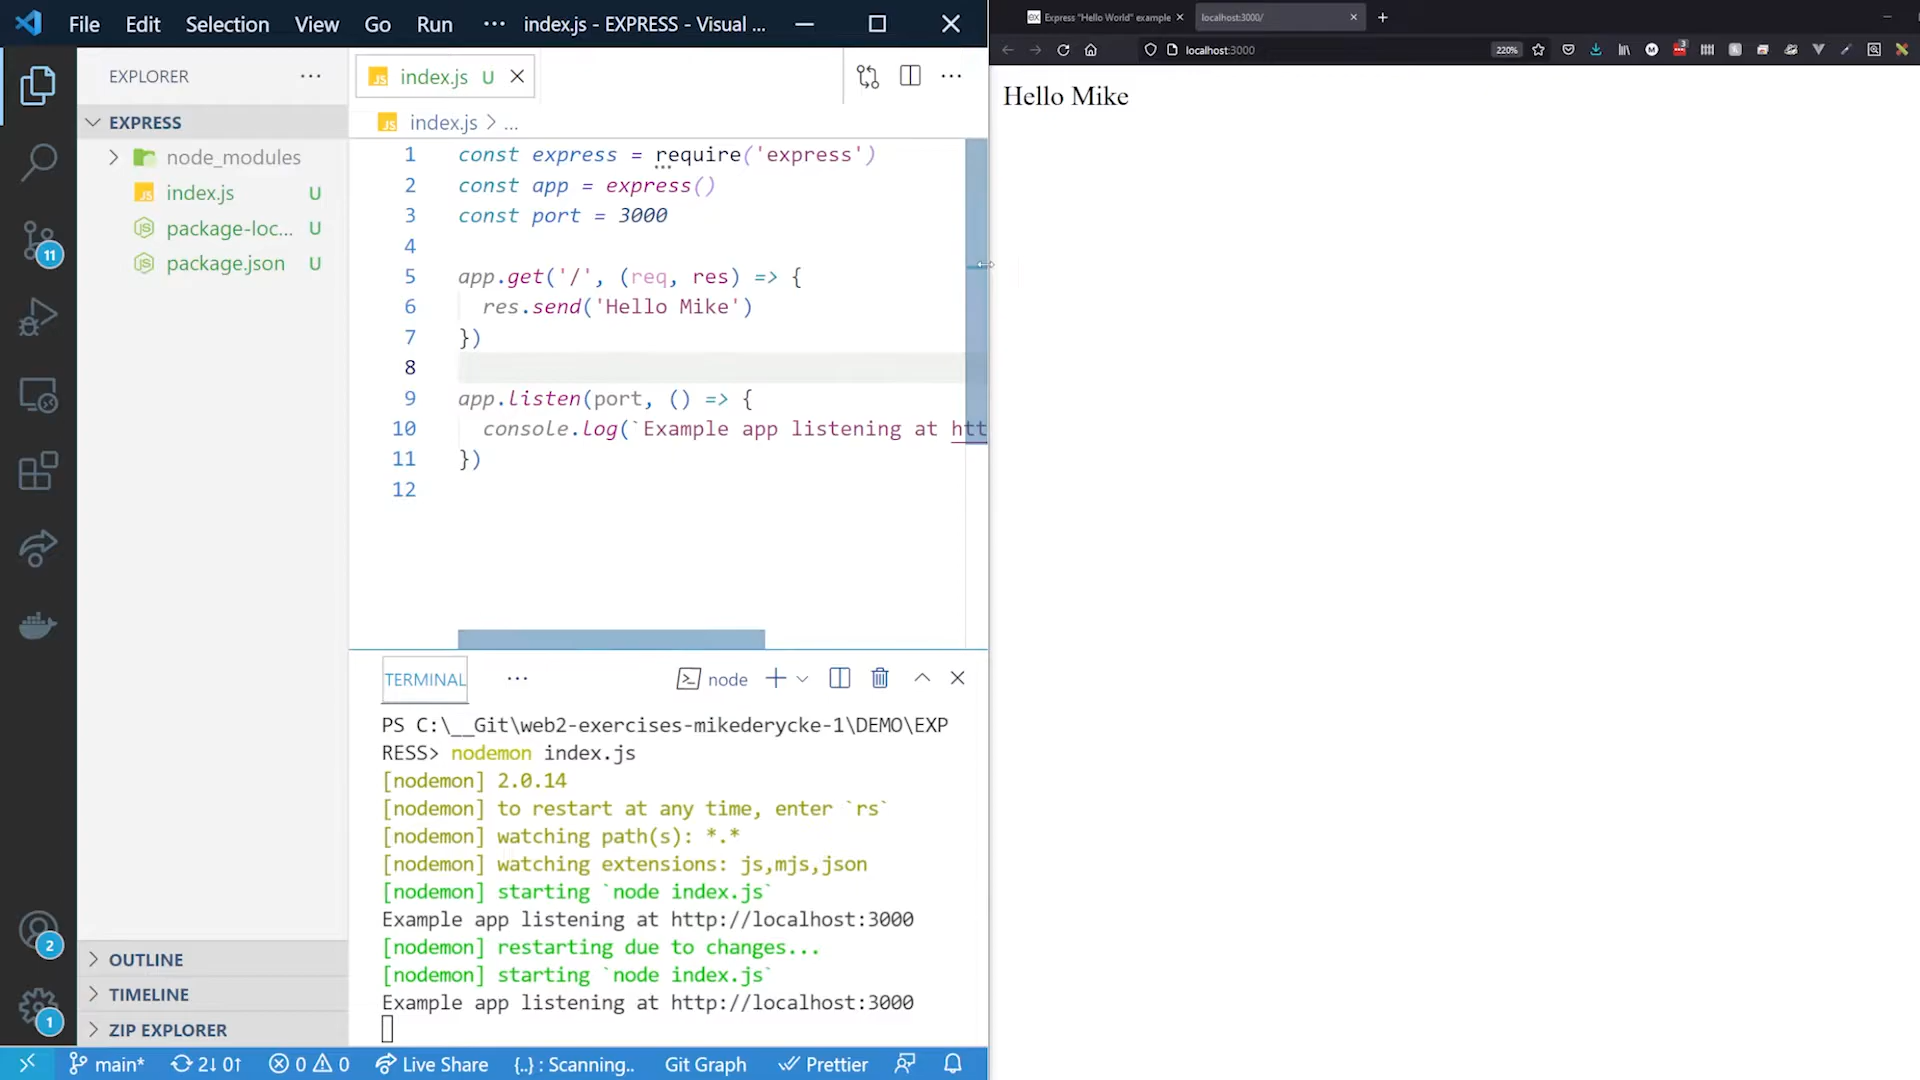 File Edit Selection View Go Run ··· index.js - EXPRESS - Visual ...
EXPLORER ···
EXPRESS
node_modules
index.js U
package-loc... U
package.json U
OUTLINE
TIMELINE
ZIP EXPLORER
11
2
1
index.js U
index.js > ...
1 const express = require('express')
2 const app = express()
3 const port = 3000
4
5 app.get('/', (req, res) => {
6 res.send('Hello Mike')
7 })
8
9 app.listen(port, () => {
10 console.log(`Example app listening at htt
11 })
12
TERMINAL ··· node
PS C:\__Git\web2-exercises-mikederycke-1\DEMO\EXP
RESS> nodemon index.js
[nodemon] 2.0.14
[nodemon] to restart at any time, enter `rs`
[nodemon] watching path(s): *.*
[nodemon] watching extensions: js,mjs,json
[nodemon] starting `node index.js`
Example app listening at http://localhost:3000
[nodemon] restarting due to changes...
[nodemon] starting `node index.js`
Example app listening at http://localhost:3000
main* 2↓ 0↑ 0 0 Live Share {..} : Scanning.. Git Graph Prettier
Express "Hello World" example localhost:3000/
localhost:3000 220% 3
Hello Mike